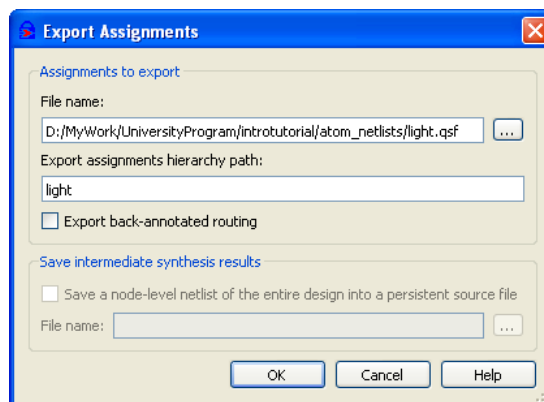 Export Assignments
Assignments to export
File name:
D:/MyWork/UniversityProgram/introtutorial/atom_netlists/light.qsf
...
Export assignments hierarchy path:
light
Export back-annotated routing
Save intermediate synthesis results
Save a node-level netlist of the entire design into a persistent source file
File name:
...
OK
Cancel
Help